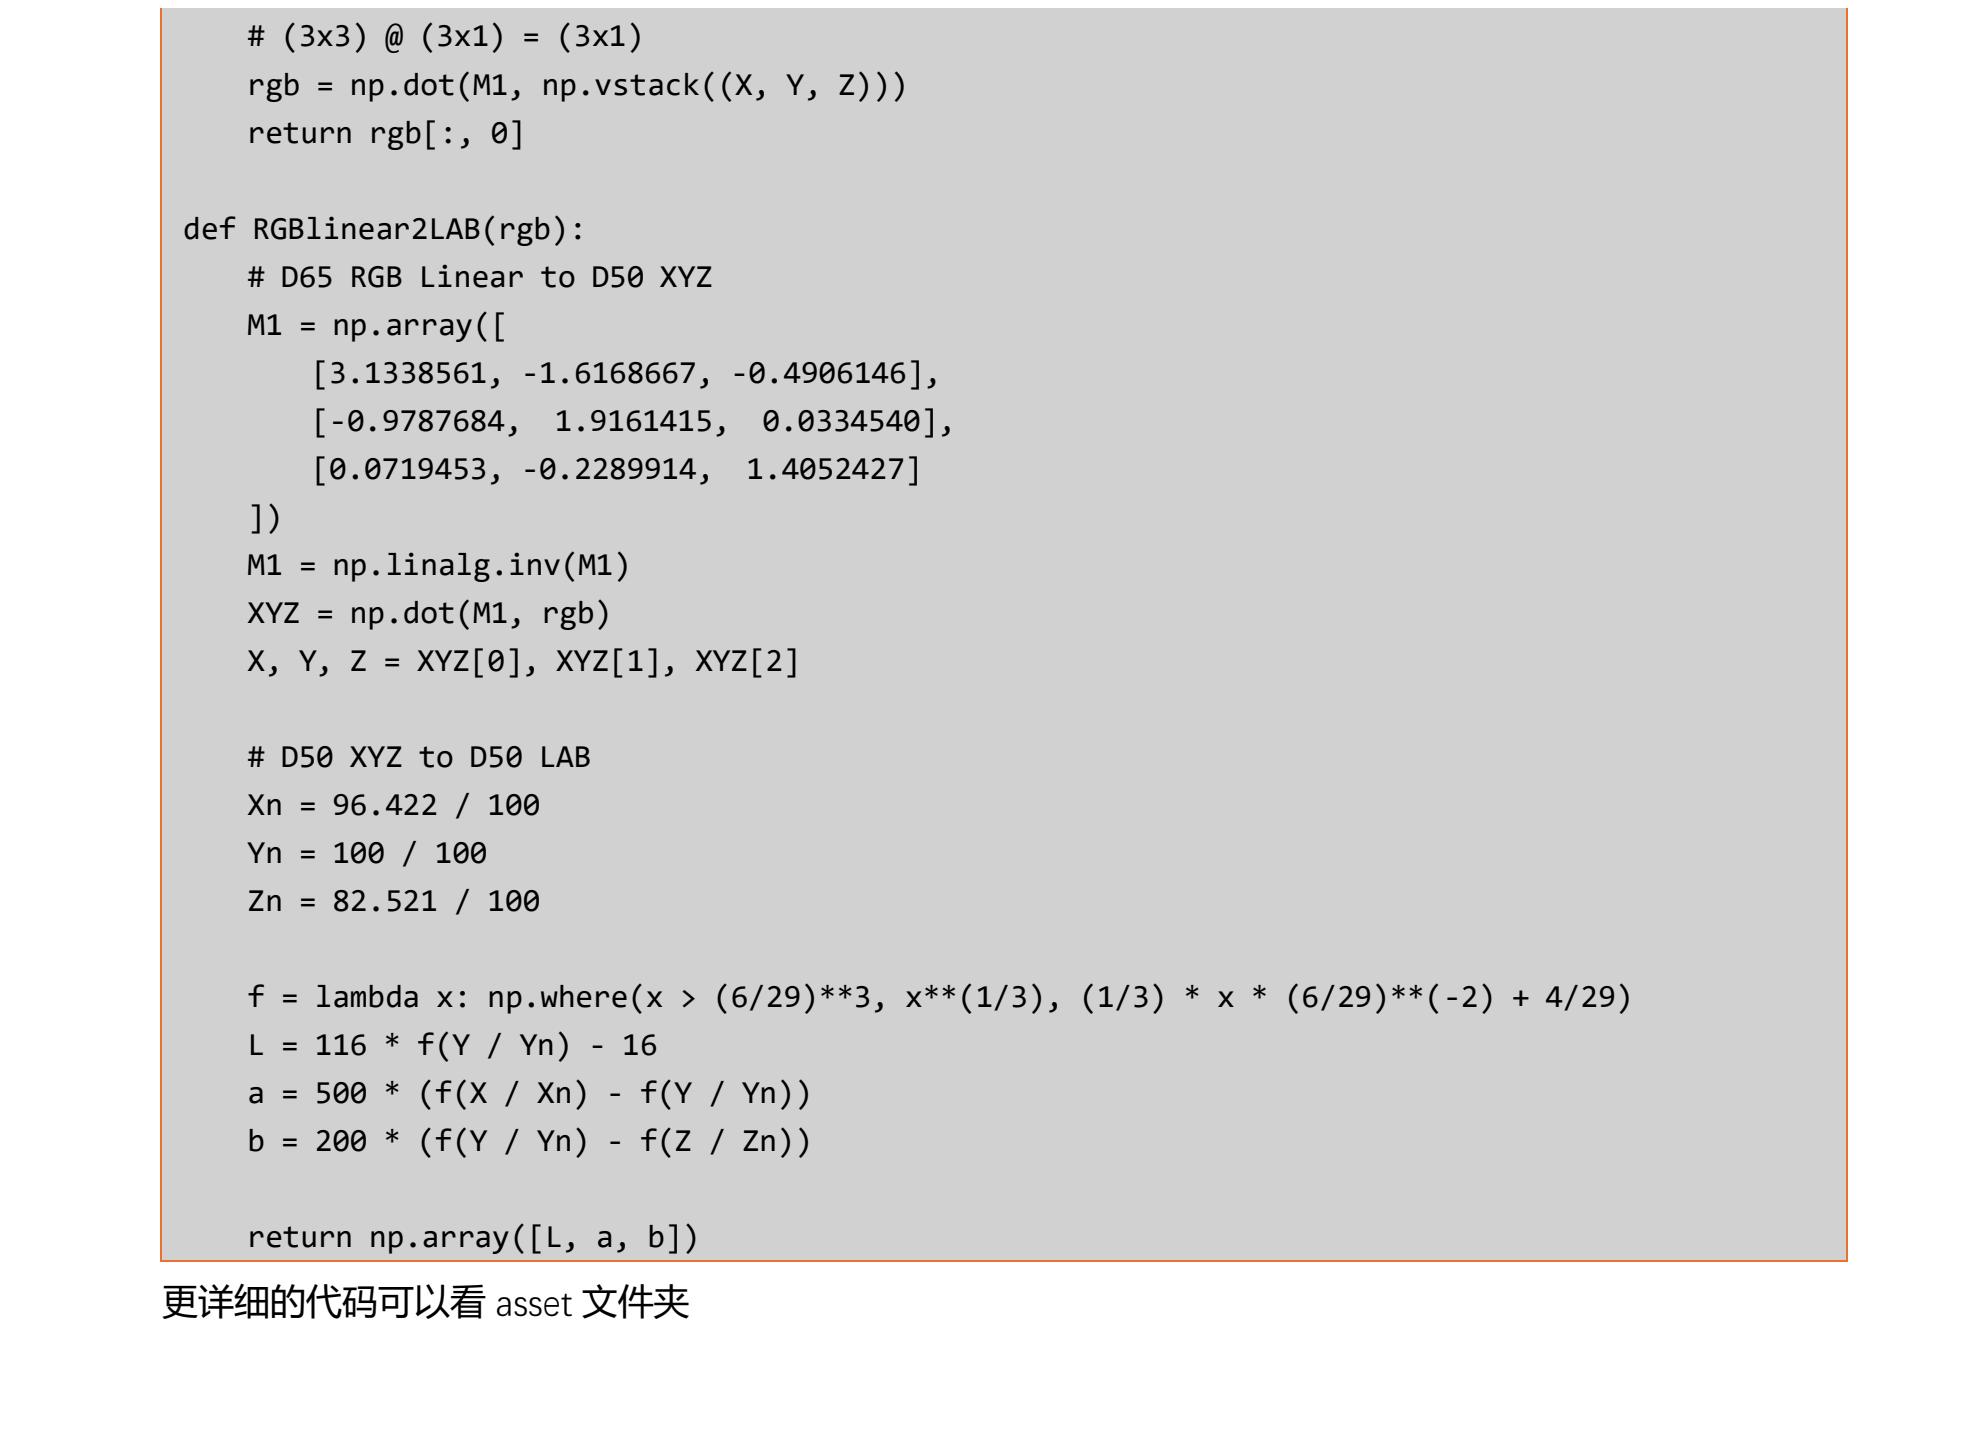 # (3x3) @ (3x1) = (3x1)
rgb = np.dot(M1, np.vstack((X, Y, Z)))
return rgb[:, 0]
def RGBlinear2LAB(rgb):
# D65 RGB Linear to D50 XYZ
M1 = np.array([
[3.1338561, -1.6168667, -0.4906146],
[-0.9787684,  1.9161415,  0.0334540],
[0.0719453, -0.2289914,  1.4052427]
])
M1 = np.linalg.inv(M1)
XYZ = np.dot(M1, rgb)
X, Y, Z = XYZ[0], XYZ[1], XYZ[2]
# D50 XYZ to D50 LAB
Xn = 96.422 / 100
Yn = 100 / 100
Zn = 82.521 / 100
f = lambda x: np.where(x > (6/29)**3, x**(1/3), (1/3) * x * (6/29)**(-2) + 4/29)
L = 116 * f(Y / Yn) - 16
a = 500 * (f(X / Xn) - f(Y / Yn))
b = 200 * (f(Y / Yn) - f(Z / Zn))
return np.array([L, a, b])
更详细的代码可以看 asset 文件夹